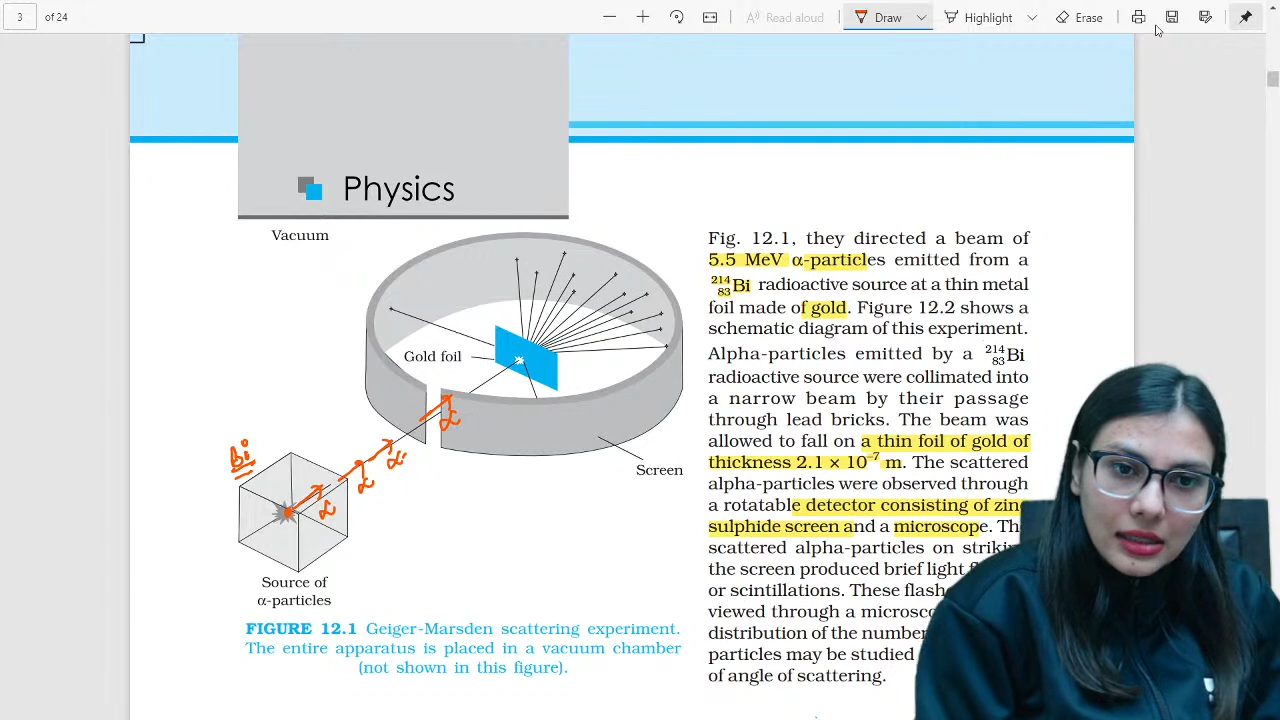 3 of 24
Read aloud
Draw
Highlight
Erase
Physics
Vacuum
Gold foil
Screen
Bi
α
α
α
α
Source of
α-particles
FIGURE 12.1 Geiger-Marsden scattering experiment.
The entire apparatus is placed in a vacuum chamber
(not shown in this figure).
Fig. 12.1, they directed a beam of
5.5 MeV α-particles emitted from a
²¹⁴₈₃Bi radioactive source at a thin metal
foil made of gold. Figure 12.2 shows a
schematic diagram of this experiment.
Alpha-particles emitted by a ²¹⁴₈₃Bi
radioactive source were collimated into
a narrow beam by their passage
through lead bricks. The beam was
allowed to fall on a thin foil of gold of
thickness 2.1 × 10⁻⁷ m. The scattered
alpha-particles were observed through
a rotatable detector consisting of zinc
sulphide screen and a microscope. The
scattered alpha-particles on striking
the screen produced brief light
or scintillations. These flashes
viewed through a microscope
distribution of the number
particles may be studied
of angle of scattering.